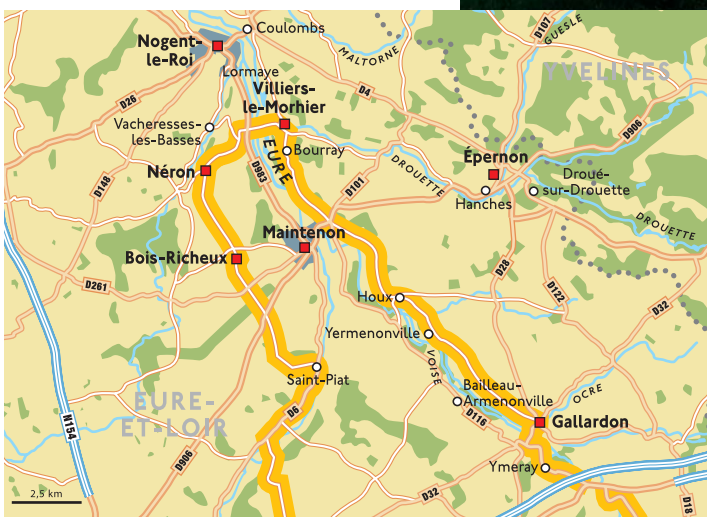 Coulombs
D107
GUESLE
Nogent-
le-Roi
MALTORNE
YVELINES
Lormaye
D26
Villiers-
le-Morhier
D4
D906
Vacheresses-
les-Basses
EURE
Bourray
DROUETTE
Épernon
Droué-
sur-Drouette
Néron
D983
D101
Hanches
D148
DROUETTE
Maintenon
Bois-Richeux
D28
D261
D122
Houx
D32
Yermenonville
VOISE
Saint-Piat
Bailleau-
Armenonville
OCRE
EURE-
ET-LOIR
D6
D116
Gallardon
N154
D906
Ymeray
2,5 km
D32
D18